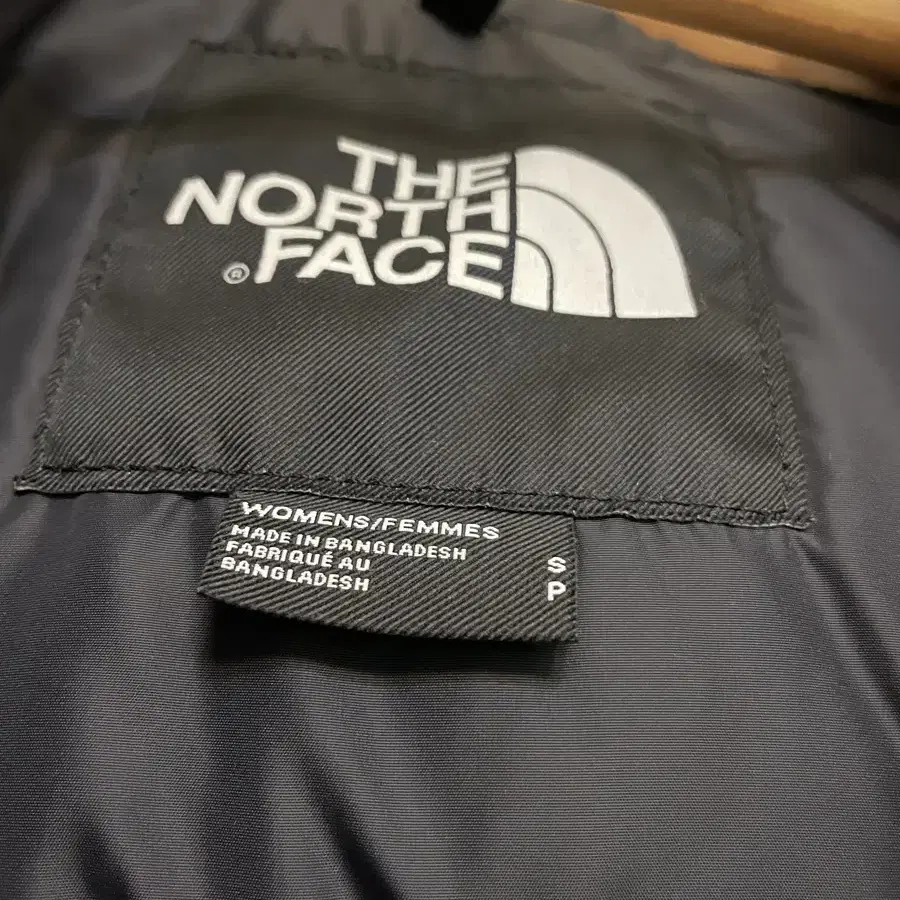 THE
NORTH
® FACE
WOMENS/FEMMES
MADE IN BANGLADESH
FABRIQUÉ AU
BANGLADESH
S
P